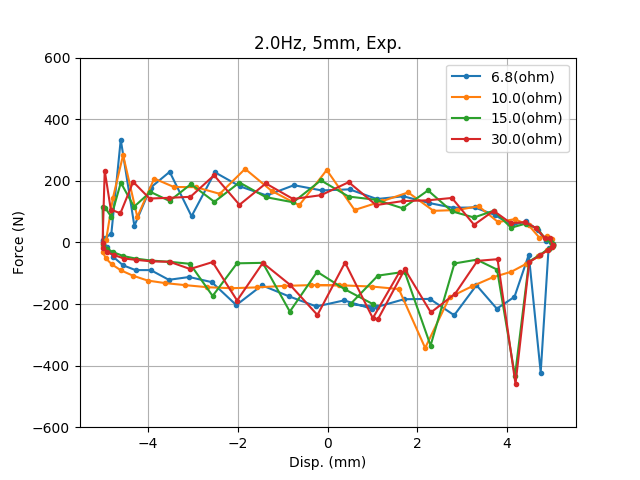 2.0Hz, 5mm, Exp.
600
400
200
0
−200
−400
−600
Force (N)
6.8(ohm)
10.0(ohm)
15.0(ohm)
30.0(ohm)
−4 −2 0 2 4
Disp. (mm)